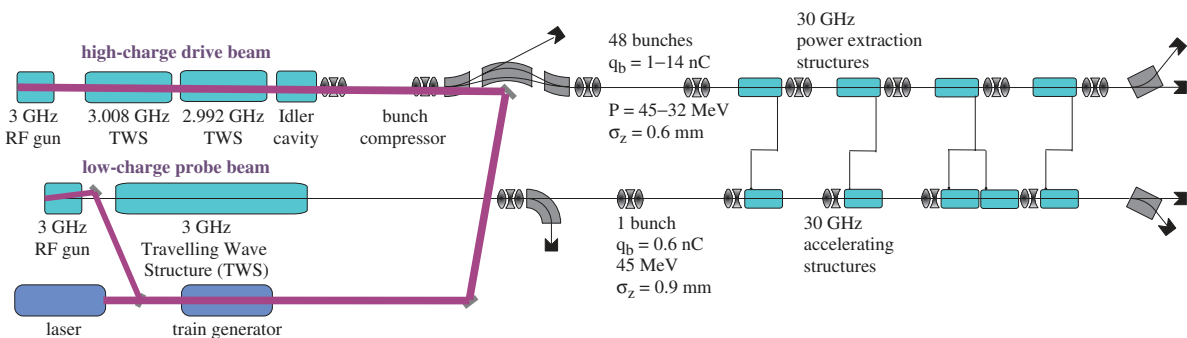 high-charge drive beam
3 GHz
RF gun
3.008 GHz
TWS
2.992 GHz
TWS
Idler
cavity
bunch
compressor
48 bunches
q_b = 1–14 nC
P = 45–32 MeV
σ_z = 0.6 mm
30 GHz
power extraction
structures
low-charge probe beam
3 GHz
RF gun
3 GHz
Travelling Wave
Structure (TWS)
1 bunch
q_b = 0.6 nC
45 MeV
σ_z = 0.9 mm
30 GHz
accelerating
structures
laser
train generator